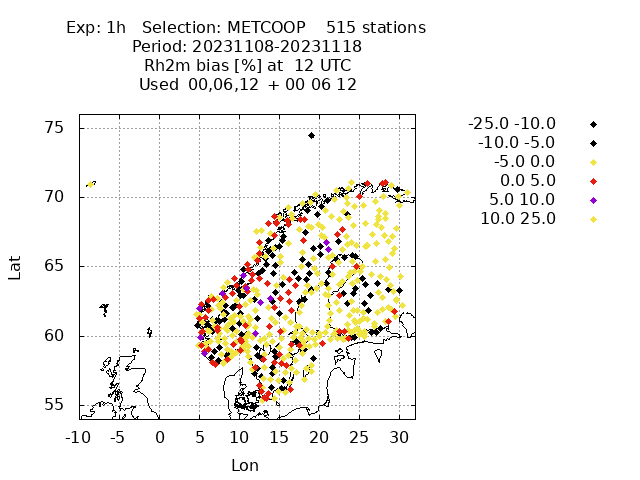 Exp: 1h   Selection: METCOOP    515 stations
Period: 20231108-20231118
Rh2m bias [%] at  12 UTC
Used  00,06,12  + 00 06 12
-25.0 -10.0
-10.0 -5.0
-5.0 0.0
0.0 5.0
5.0 10.0
10.0 25.0
75
70
65
60
55
Lat
-10 -5 0 5 10 15 20 25 30
Lon